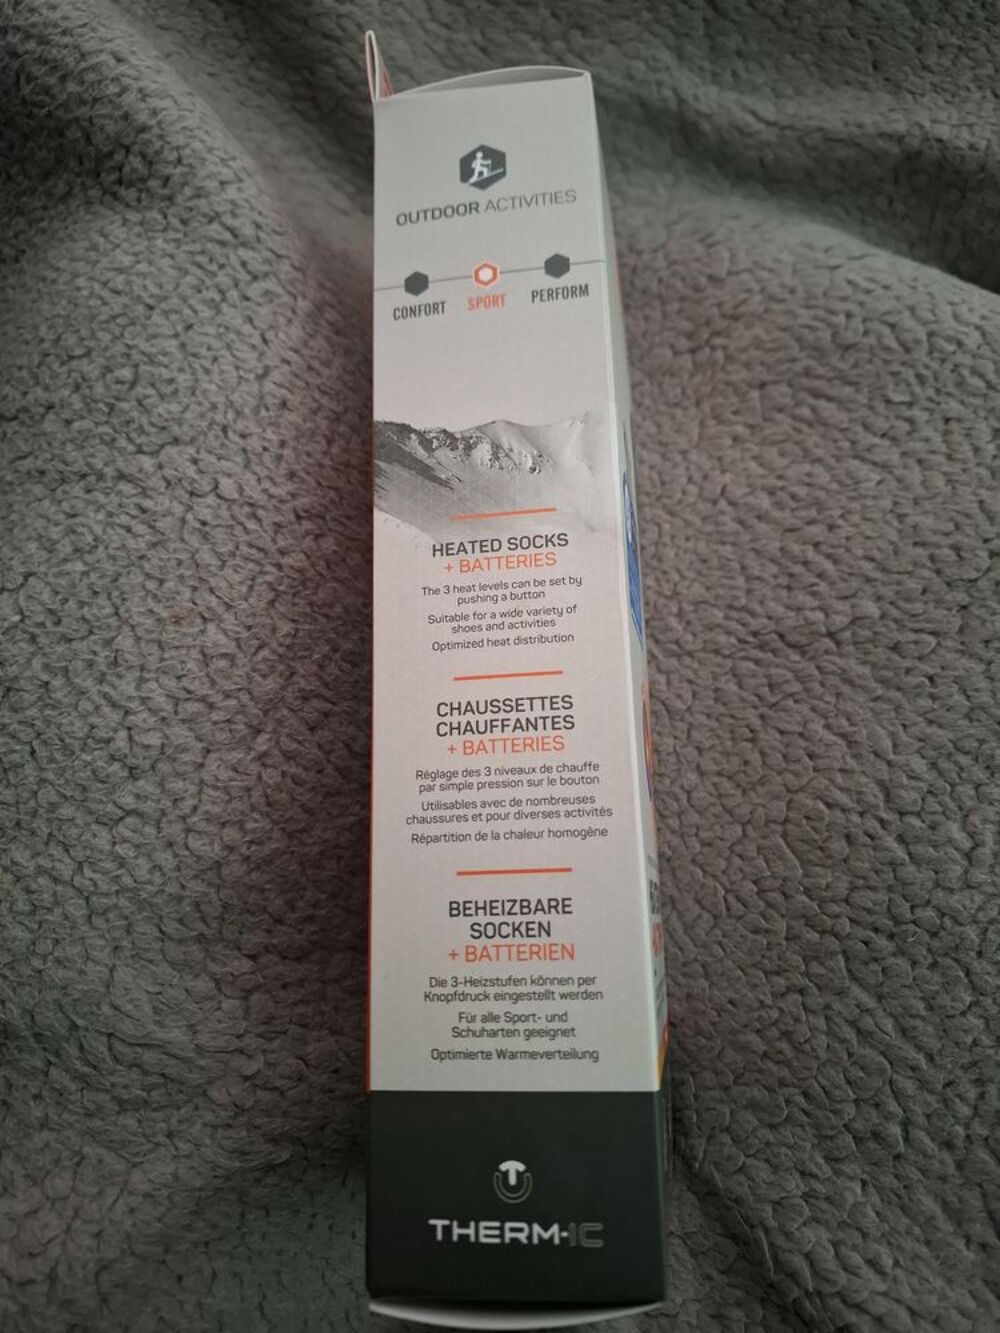 OUTDOOR ACTIVITIES
CONFORT SPORT PERFORM
HEATED SOCKS
+ BATTERIES
The 3 heat levels can be set by
pushing a button
Suitable for a wide variety of
shoes and activities
Optimized heat distribution
CHAUSSETTES
CHAUFFANTES
+ BATTERIES
Réglage des 3 niveaux de chauffe
par simple pression sur le bouton
Utilisables avec de nombreuses
chaussures et pour diverses activités
Répartition de la chaleur homogène
BEHEIZBARE
SOCKEN
+ BATTERIEN
Die 3-Heizstufen können per
Knopfdruck eingestellt werden
Für alle Sport- und
Schuharten geeignet
Optimierte Warmeverteilung
THERM-IC